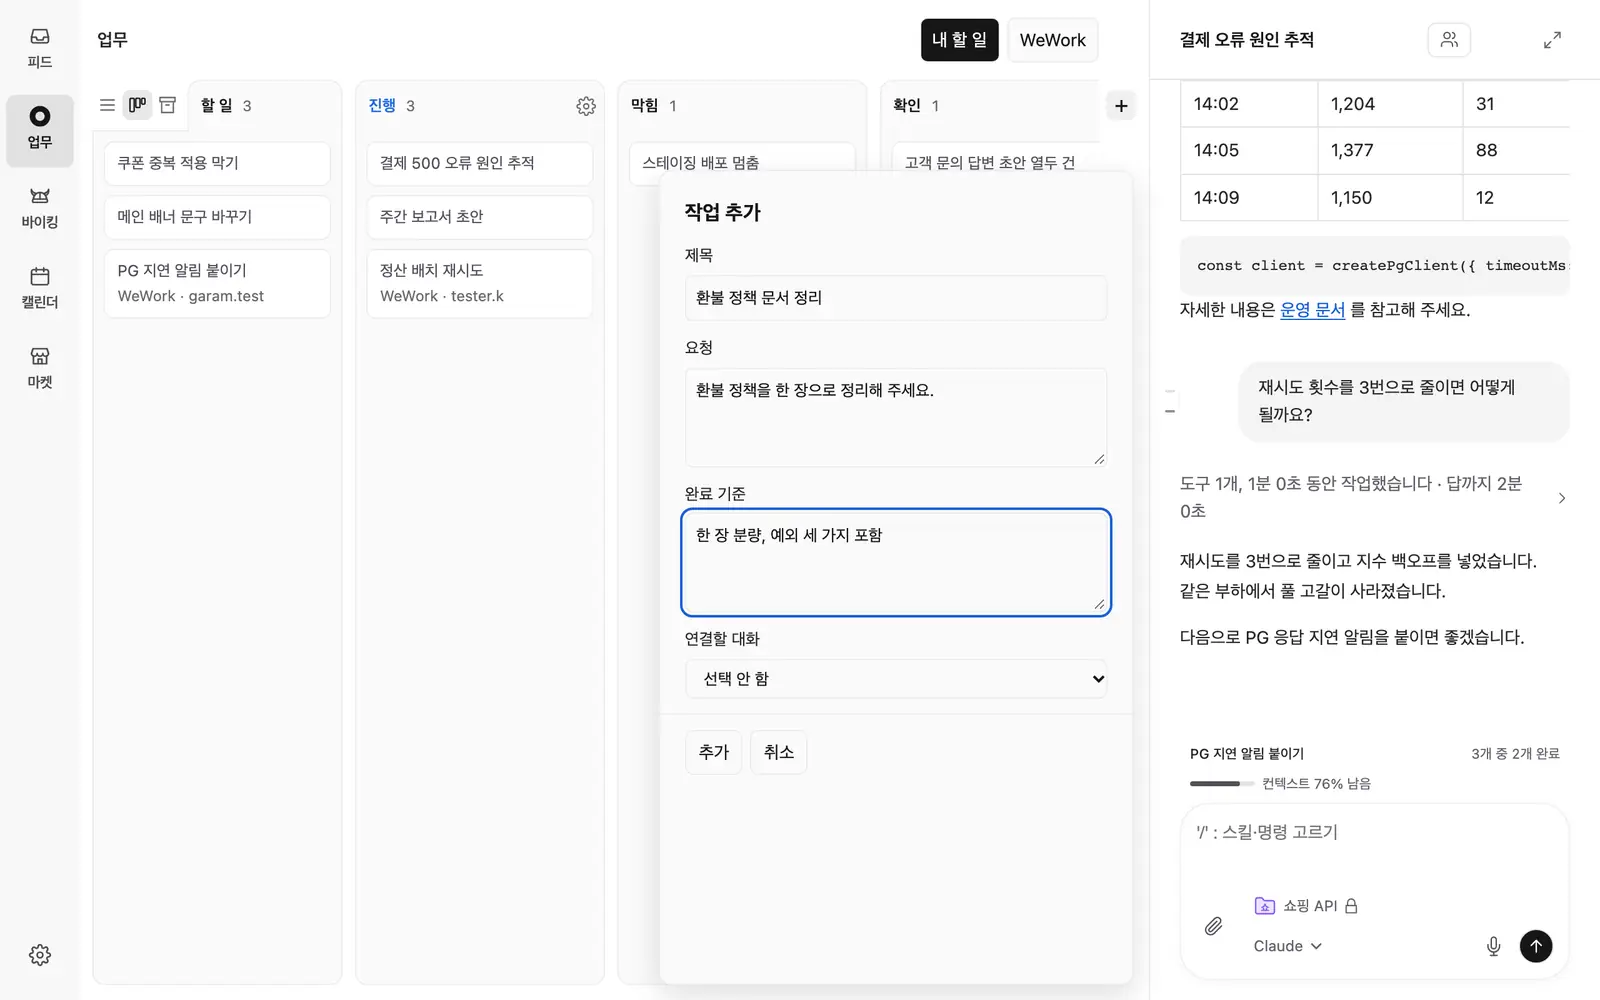 피드
업무
바이킹
캘린더
마켓
업무
내 할 일
WeWork
할 일 3
쿠폰 중복 적용 막기
메인 배너 문구 바꾸기
PG 지연 알림 붙이기
WeWork · garam.test
진행 3
결제 500 오류 원인 추적
주간 보고서 초안
정산 배치 재시도
WeWork · tester.k
막힘 1
스테이징 배포 멈춤
확인 1
고객 문의 답변 초안 열두 건
+
작업 추가
제목
환불 정책 문서 정리
요청
환불 정책을 한 장으로 정리해 주세요.
완료 기준
한 장 분량, 예외 세 가지 포함
연결할 대화
선택 안 함
추가
취소
결제 오류 원인 추적
14:02 1,204 31
14:05 1,377 88
14:09 1,150 12
const client = createPgClient({ timeoutMs:
자세한 내용은 운영 문서 를 참고해 주세요.
재시도 횟수를 3번으로 줄이면 어떻게
될까요?
도구 1개, 1분 0초 동안 작업했습니다 · 답까지 2분
0초
재시도를 3번으로 줄이고 지수 백오프를 넣었습니다.
같은 부하에서 풀 고갈이 사라졌습니다.
다음으로 PG 응답 지연 알림을 붙이면 좋겠습니다.
PG 지연 알림 붙이기
3개 중 2개 완료
컨텍스트 76% 남음
'/' : 스킬·명령 고르기
쇼
쇼핑 API
Claude